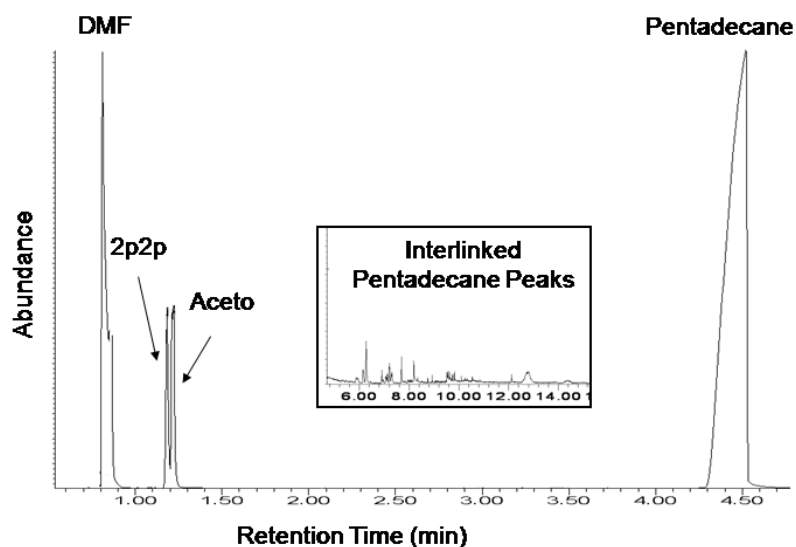 DMF
Pentadecane
2p2p
Aceto
Abundance
Interlinked
Pentadecane Peaks
6.00 8.00 10.00 12.00 14.00 1
1.00 1.50 2.00 2.50 3.00 3.50 4.00 4.50
Retention Time (min)